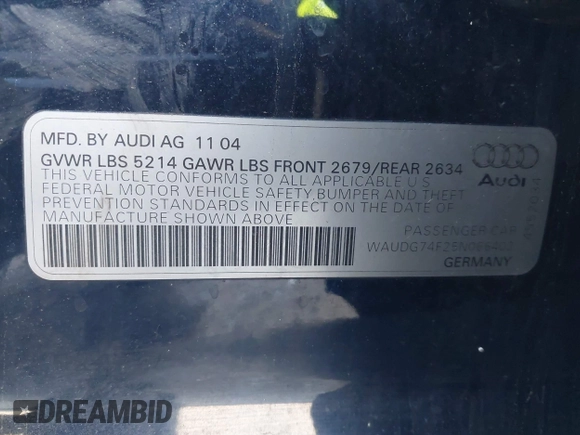 MFD. BY AUDI AG 11 04
GVWR LBS 5214 GAWR LBS FRONT 2679/REAR 2634
THIS VEHICLE CONFORMS TO ALL APPLICABLE U S
FEDERAL MOTOR VEHICLE SAFETY, BUMPER AND THEFT
PREVENTION STANDARDS IN EFFECT ON THE DATE OF
MANUFACTURE SHOWN ABOVE
Audi
PASSENGER CAR
GERMANY
DREAMBID